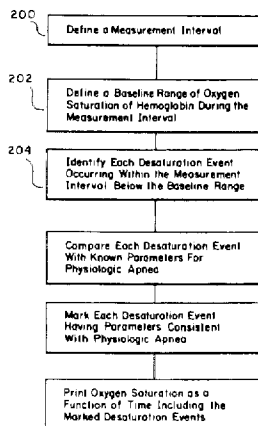 200
Define a Measurement Interval
202
Define a Baseline Range of Oxygen
Saturation of Hemoglobin During the
Measurement Interval
204
Identify Each Desaturation Event
Occurring Within the Measurement
Interval Below the Baseline Range
Compare Each Desaturation Event
With Known Parameters For
Physiologic Apnea
Mark Each Desaturation Event
Having Parameters Consistent
With Physiologic Apnea
Print Oxygen Saturation as a
Function of Time Including the
Marked Desaturation Events